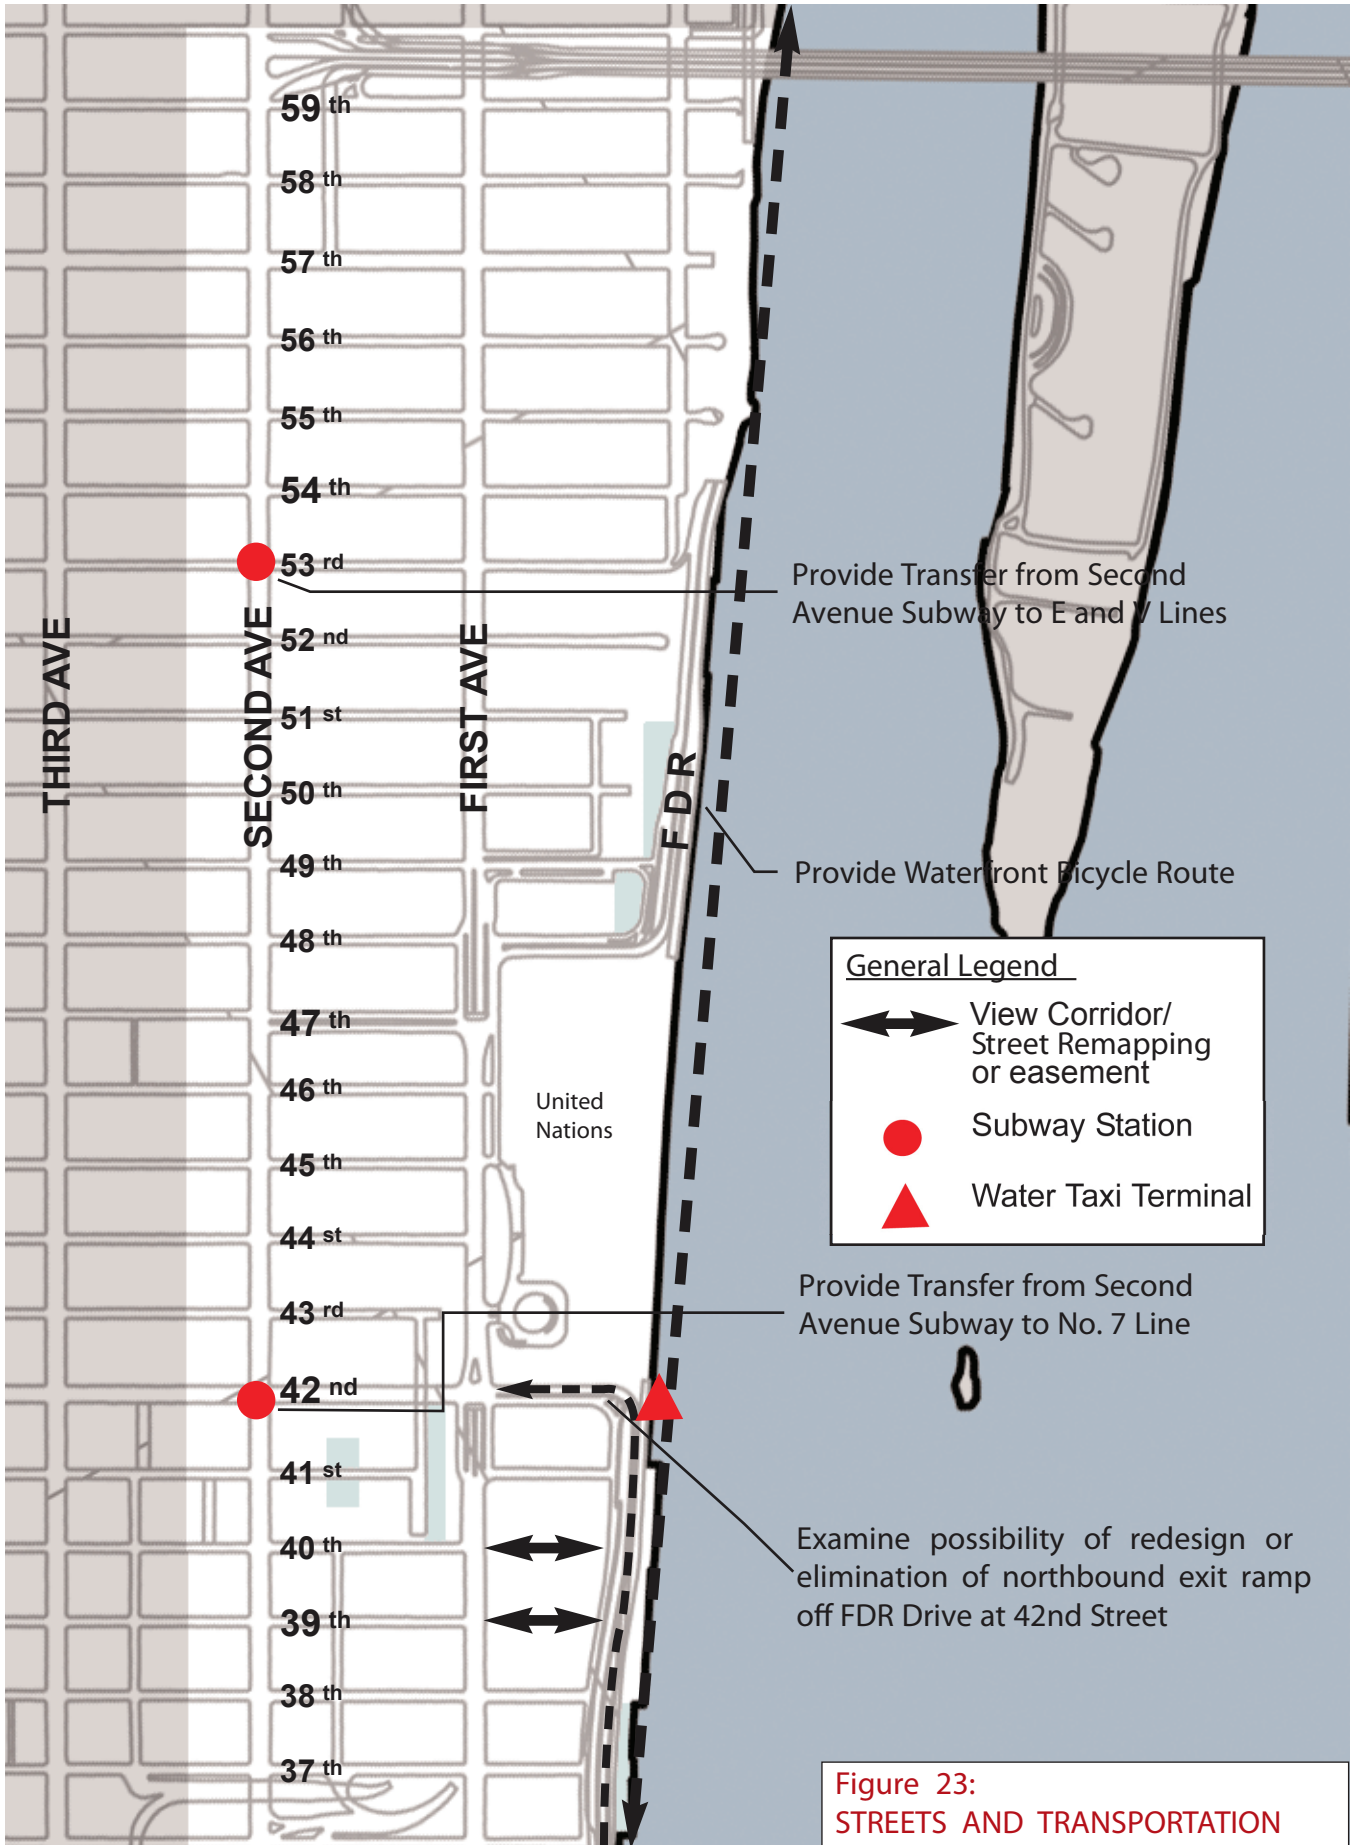 59 th
58 th
57 th
56 th
55 th
54 th
53 rd
Provide Transfer from Second
Avenue Subway to E and V Lines
52 nd
THIRD AVE
SECOND AVE
FIRST AVE
51 st
50 th
FDR
49 th
Provide Waterfront Bicycle Route
48 th
General Legend
View Corridor/
Street Remapping
or easement
Subway Station
Water Taxi Terminal
47 th
46 th
United
Nations
45 th
44 st
43 rd
Provide Transfer from Second
Avenue Subway to No. 7 Line
42 nd
41 st
40 th
Examine possibility of redesign or
elimination of northbound exit ramp
off FDR Drive at 42nd Street
39 th
38 th
37 th
Figure 23:
STREETS AND TRANSPORTATION